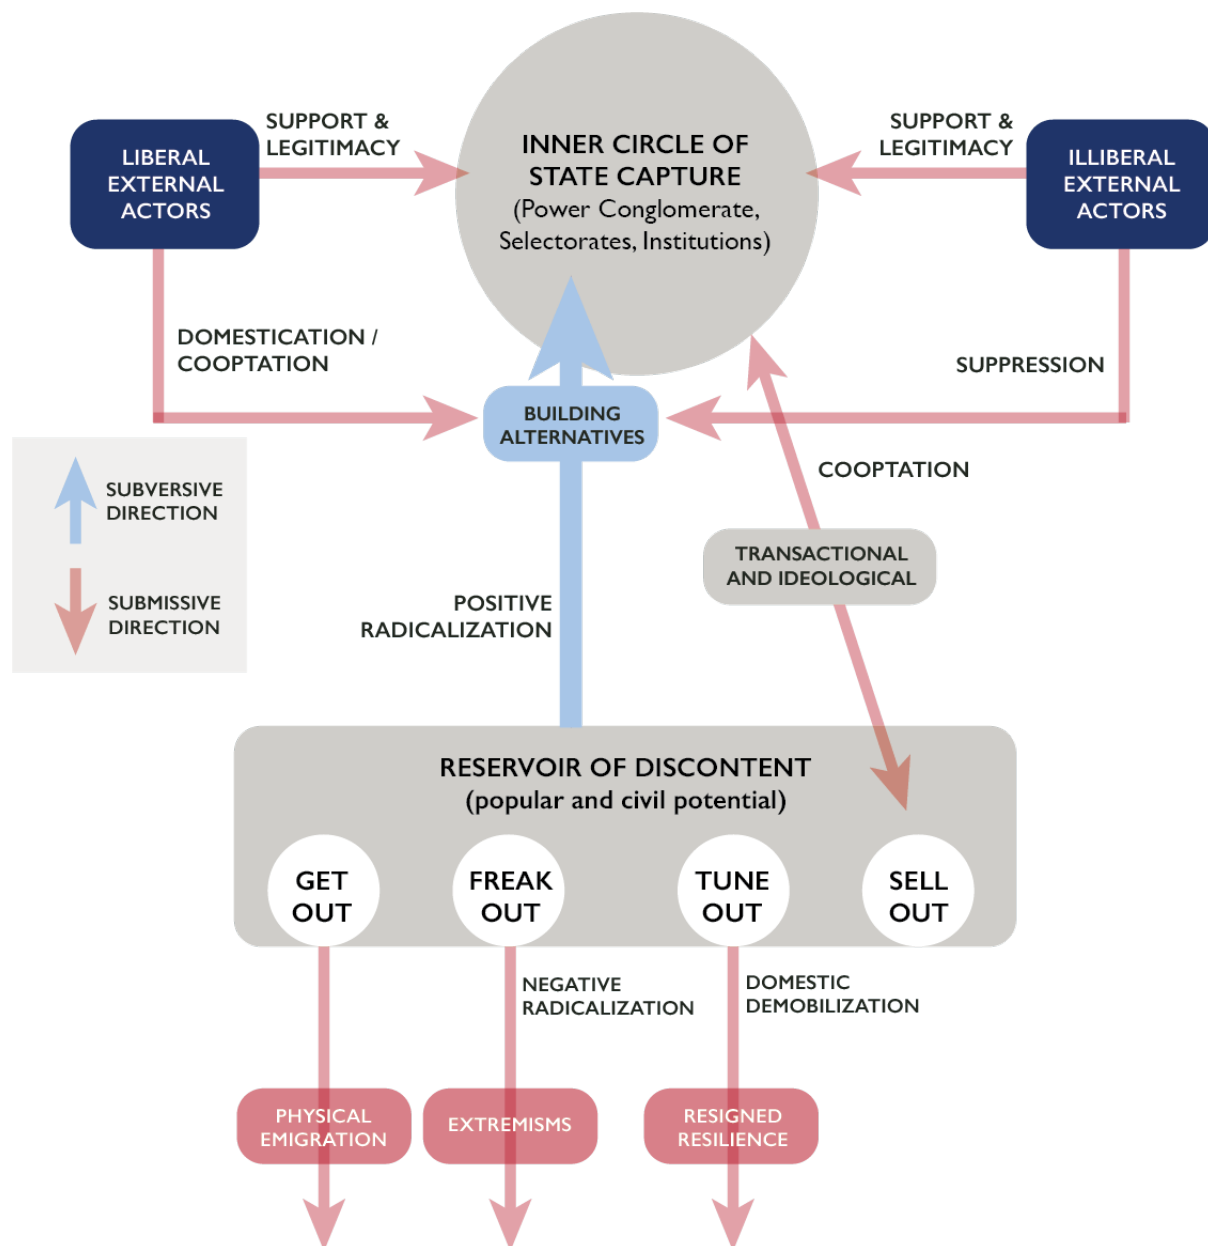 SUPPORT &
LEGITIMACY
LIBERAL
EXTERNAL
ACTORS
INNER CIRCLE OF
STATE CAPTURE
(Power Conglomerate,
Selectorates, Institutions)
SUPPORT &
LEGITIMACY
ILLIBERAL
EXTERNAL
ACTORS
DOMESTICATION /
COOPTATION
SUPPRESSION
BUILDING
ALTERNATIVES
COOPTATION
SUBVERSIVE
DIRECTION
SUBMISSIVE
DIRECTION
TRANSACTIONAL
AND IDEOLOGICAL
POSITIVE
RADICALIZATION
RESERVOIR OF DISCONTENT
(popular and civil potential)
GET
OUT
FREAK
OUT
TUNE
OUT
SELL
OUT
NEGATIVE
RADICALIZATION
DOMESTIC
DEMOBILIZATION
PHYSICAL
EMIGRATION
EXTREMISMS
RESIGNED
RESILIENCE